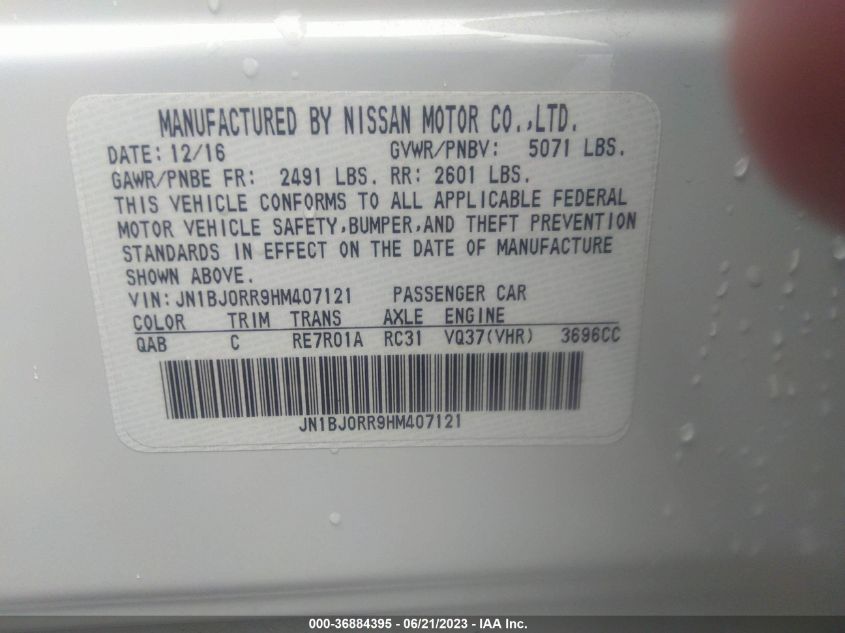 MANUFACTURED BY NISSAN MOTOR CO.,LTD.
DATE: 12/16 GVWR/PNBV: 5071 LBS.
GAWR/PNBE FR: 2491 LBS. RR: 2601 LBS.
THIS VEHICLE CONFORMS TO ALL APPLICABLE FEDERAL
MOTOR VEHICLE SAFETY,BUMPER,AND THEFT PREVENTION
STANDARDS IN EFFECT ON THE DATE OF MANUFACTURE
SHOWN ABOVE.
VIN: JN1BJ0RR9HM407121 PASSENGER CAR
COLOR TRIM TRANS AXLE ENGINE
QAB C RE7R01A RC31 VQ37(VHR) 3696CC
JN1BJ0RR9HM407121
000-36884395 - 06/21/2023 - IAA Inc.